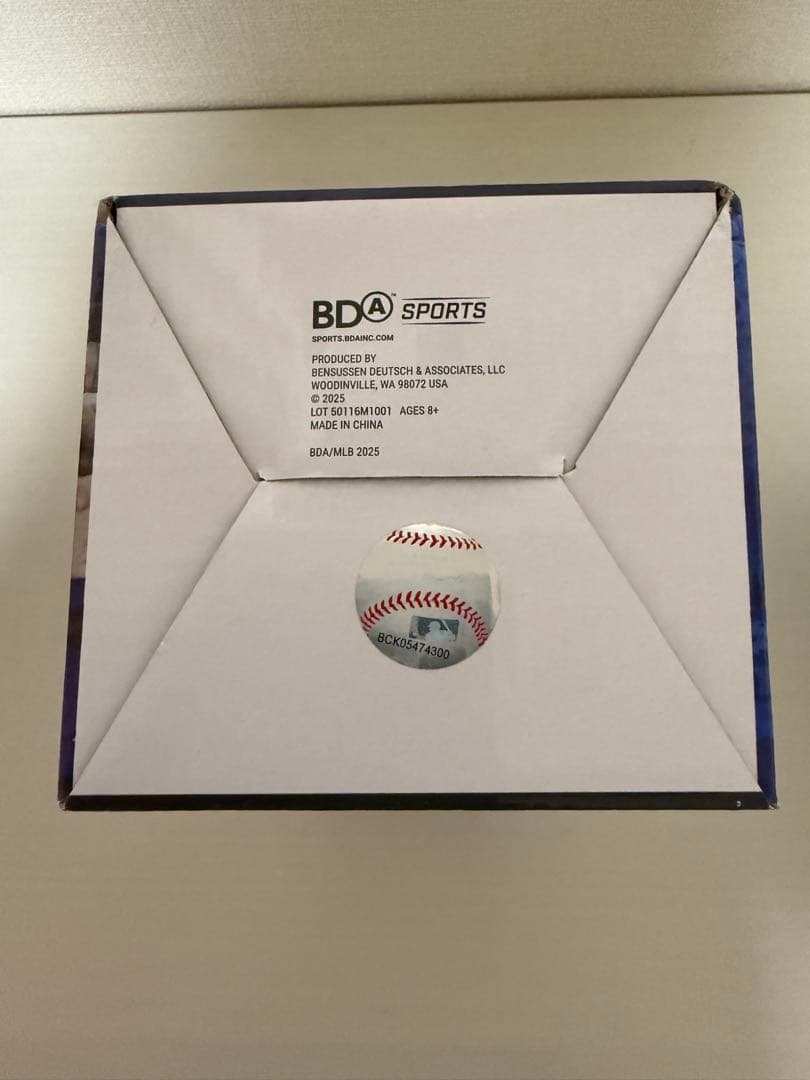 BDA™ SPORTS
SPORTS.BDAINC.COM
PRODUCED BY
BENSUSSEN DEUTSCH & ASSOCIATES, LLC
WOODINVILLE, WA 98072 USA
© 2025
LOT 50116M1001 AGES 8+
MADE IN CHINA
BDA/MLB 2025
BCK05474300